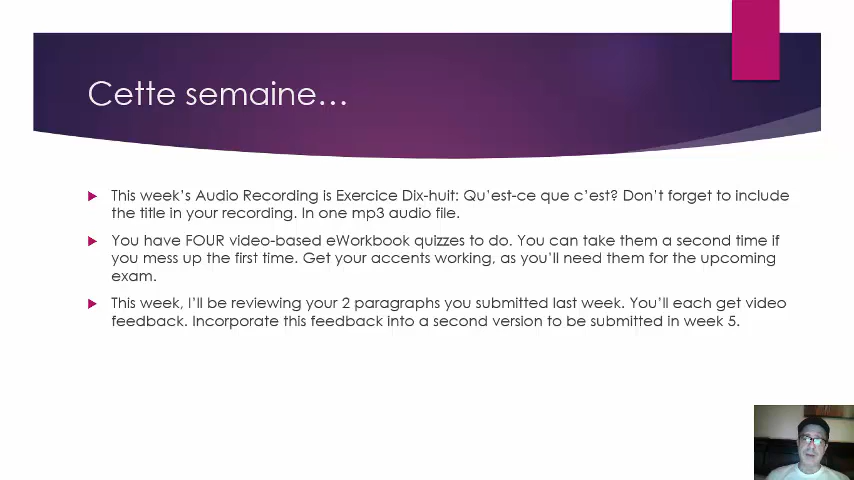 Cette semaine…
This week’s Audio Recording is Exercice Dix-huit: Qu’est-ce que c’est? Don’t forget to include
the title in your recording. In one mp3 audio file.
You have FOUR video-based eWorkbook quizzes to do. You can take them a second time if
you mess up the first time. Get your accents working, as you’ll need them for the upcoming
exam.
This week, I’ll be reviewing your 2 paragraphs you submitted last week. You’ll each get video
feedback. Incorporate this feedback into a second version to be submitted in week 5.